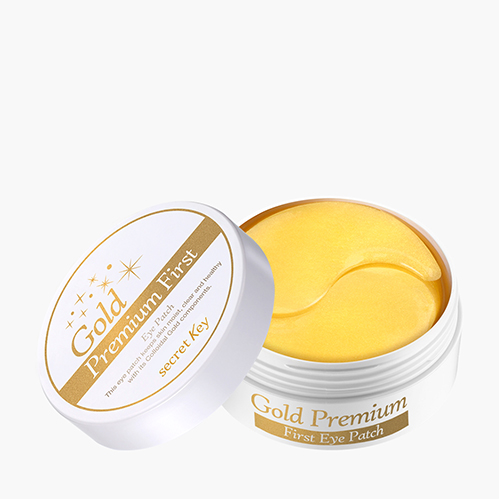 Gold
Premium First
Eye Patch
This eye patch keeps skin moist, clear and healthy
with its Colloidal Gold components.
secret Key
Gold Premium
First Eye Patch